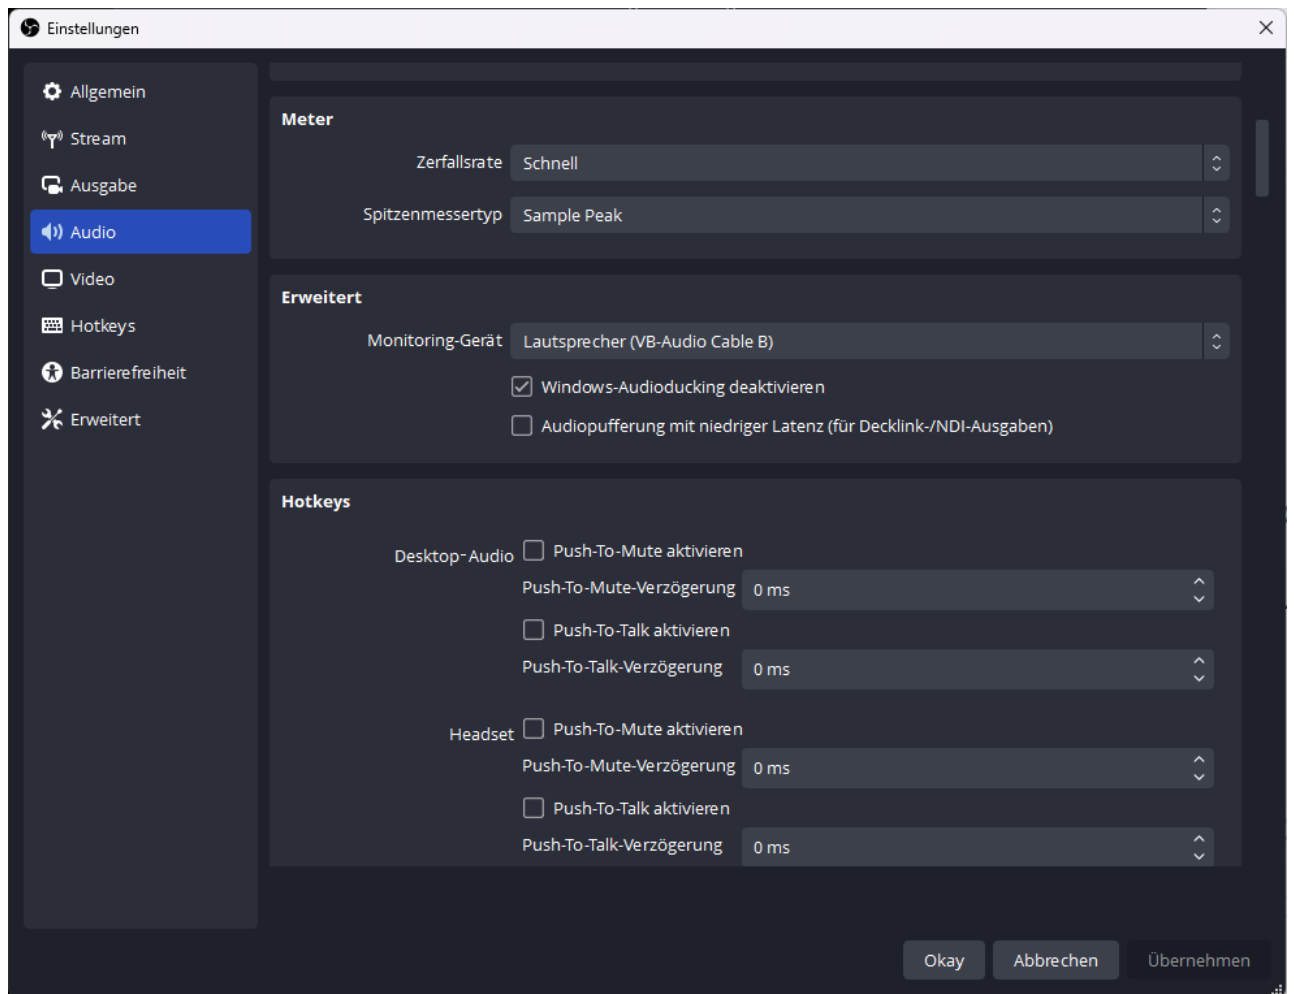 Einstellungen
Allgemein
Stream
Ausgabe
Audio
Video
Hotkeys
Barrierefreiheit
Erweitert
Meter
Zerfallsrate Schnell
Spitzenmessertyp Sample Peak
Erweitert
Monitoring-Gerät Lautsprecher (VB-Audio Cable B)
Windows-Audioducking deaktivieren
Audiopufferung mit niedriger Latenz (für Decklink-/NDI-Ausgaben)
Hotkeys
Desktop-Audio Push-To-Mute aktivieren
Push-To-Mute-Verzögerung 0 ms
Push-To-Talk aktivieren
Push-To-Talk-Verzögerung 0 ms
Headset Push-To-Mute aktivieren
Push-To-Mute-Verzögerung 0 ms
Push-To-Talk aktivieren
Push-To-Talk-Verzögerung 0 ms
Okay Abbrechen Übernehmen